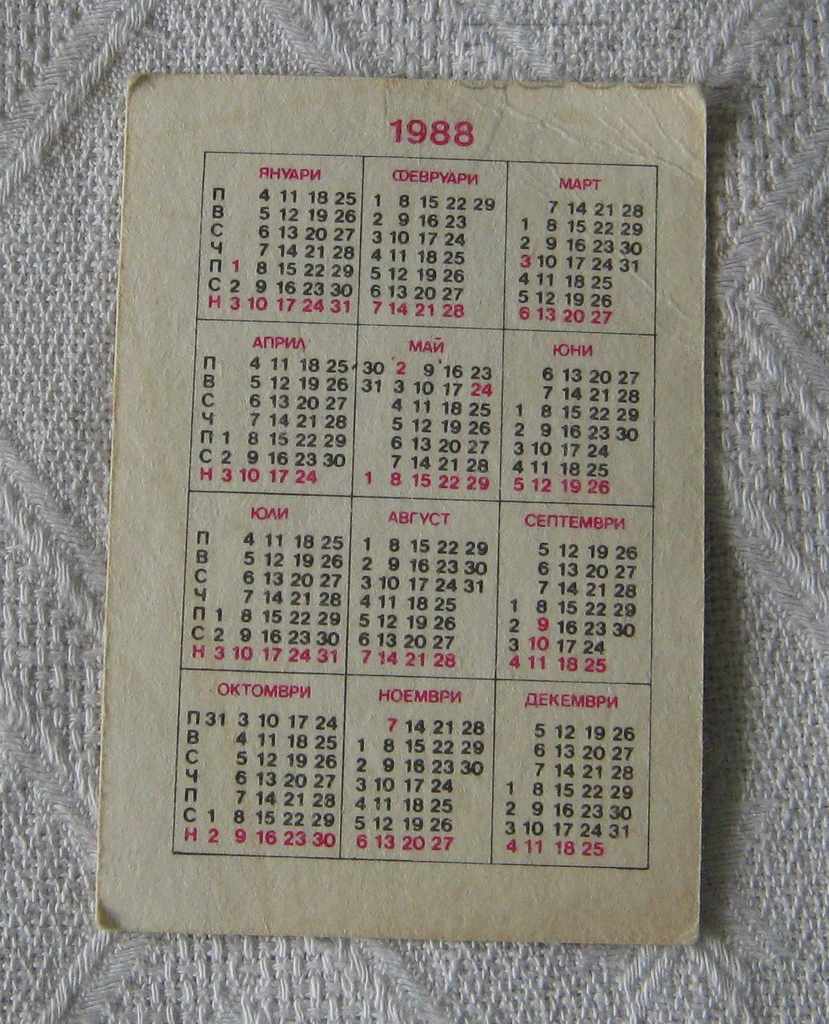 1988
ЯНУАРИ ФЕВРУАРИ МАРТ
П 4 11 18 25 1 8 15 22 29 7 14 21 28
В 5 12 19 26 2 9 16 23 1 8 15 22 29
С 6 13 20 27 3 10 17 24 2 9 16 23 30
Ч 7 14 21 28 4 11 18 25 3 10 17 24 31
П 1 8 15 22 29 5 12 19 26 4 11 18 25
С 2 9 16 23 30 6 13 20 27 5 12 19 26
Н 3 10 17 24 31 7 14 21 28 6 13 20 27
АПРИЛ МАЙ ЮНИ
П 4 11 18 25 30 2 9 16 23 6 13 20 27
В 5 12 19 26 31 3 10 17 24 7 14 21 28
С 6 13 20 27 4 11 18 25 1 8 15 22 29
Ч 7 14 21 28 5 12 19 26 2 9 16 23 30
П 1 8 15 22 29 6 13 20 27 3 10 17 24
С 2 9 16 23 30 7 14 21 28 4 11 18 25
Н 3 10 17 24 1 8 15 22 29 5 12 19 26
ЮЛИ АВГУСТ СЕПТЕМВРИ
П 4 11 18 25 1 8 15 22 29 5 12 19 26
В 5 12 19 26 2 9 16 23 30 6 13 20 27
С 6 13 20 27 3 10 17 24 31 7 14 21 28
Ч 7 14 21 28 4 11 18 25 1 8 15 22 29
П 1 8 15 22 29 5 12 19 26 2 9 16 23 30
С 2 9 16 23 30 6 13 20 27 3 10 17 24
Н 3 10 17 24 31 7 14 21 28 4 11 18 25
ОКТОМВРИ НОЕМВРИ ДЕКЕМВРИ
П 31 3 10 17 24 7 14 21 28 5 12 19 26
В 4 11 18 25 1 8 15 22 29 6 13 20 27
С 5 12 19 26 2 9 16 23 30 7 14 21 28
Ч 6 13 20 27 3 10 17 24 1 8 15 22 29
П 7 14 21 28 4 11 18 25 2 9 16 23 30
С 1 8 15 22 29 5 12 19 26 3 10 17 24 31
Н 2 9 16 23 30 6 13 20 27 4 11 18 25